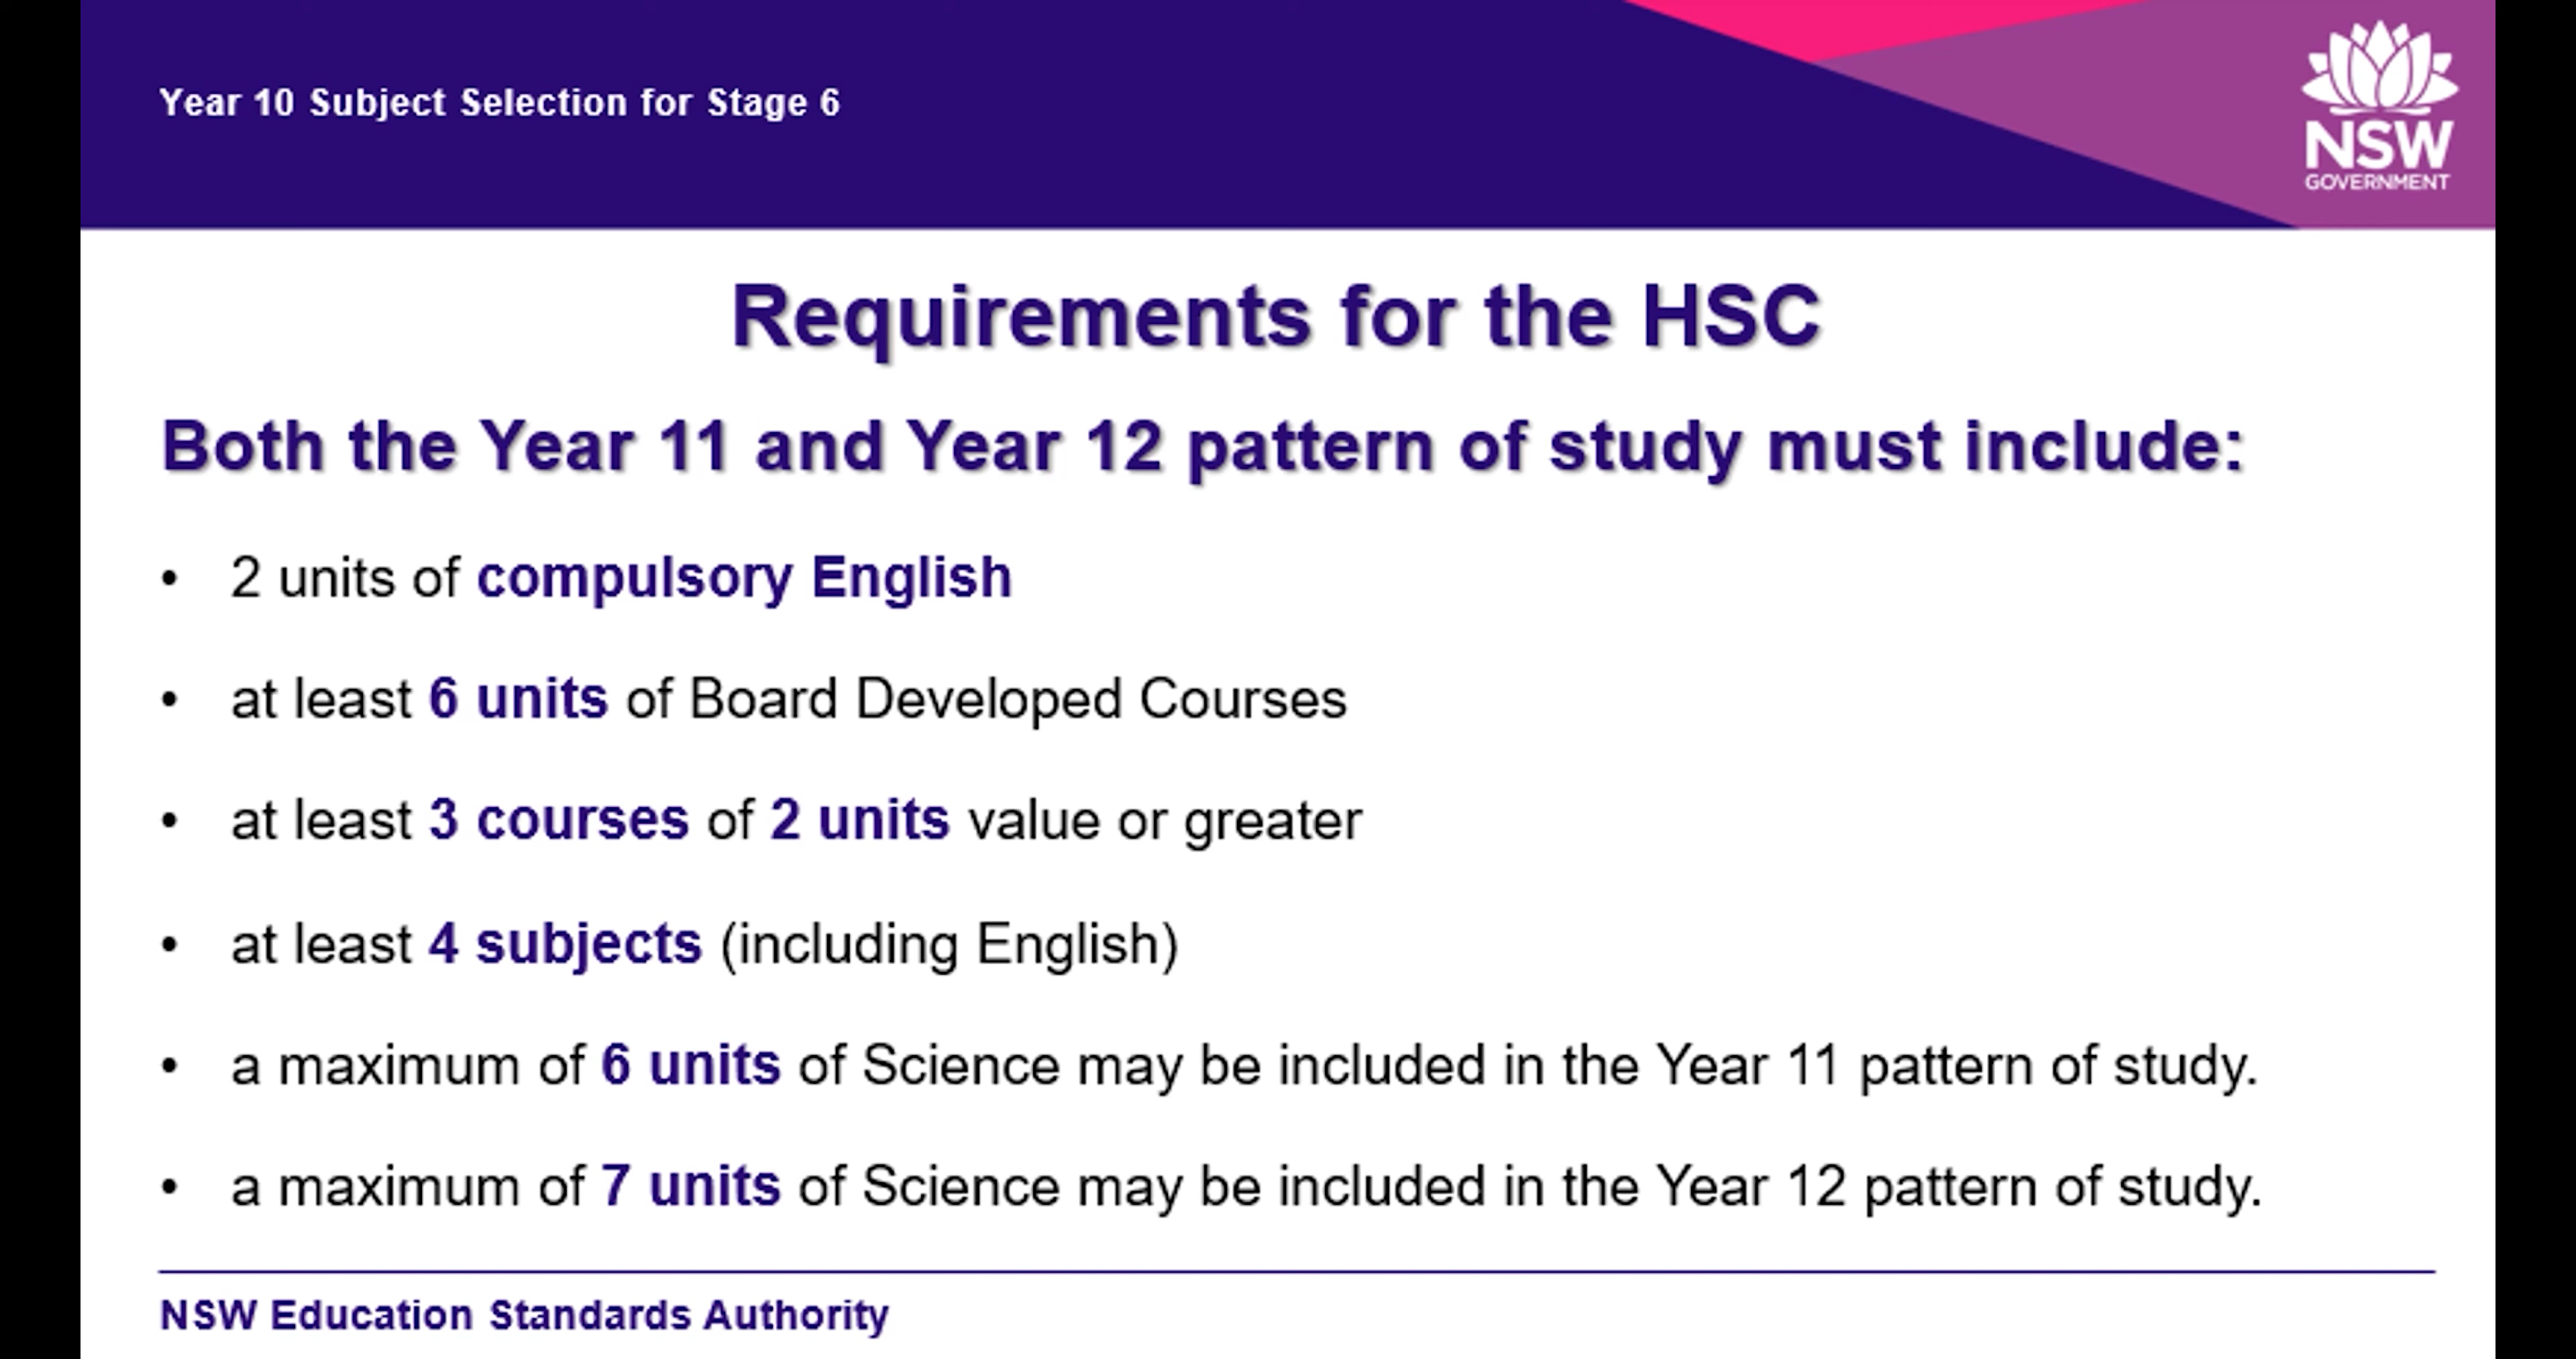 Year 10 Subject Selection for Stage 6
NSW
GOVERNMENT
Requirements for the HSC
Both the Year 11 and Year 12 pattern of study must include:
• 2 units of compulsory English
• at least 6 units of Board Developed Courses
• at least 3 courses of 2 units value or greater
• at least 4 subjects (including English)
• a maximum of 6 units of Science may be included in the Year 11 pattern of study.
• a maximum of 7 units of Science may be included in the Year 12 pattern of study.
NSW Education Standards Authority